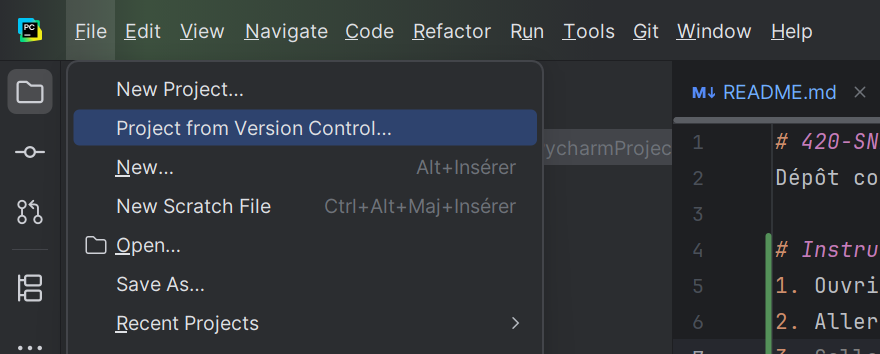 PC
File Edit View Navigate Code Refactor Run Tools Git Window Help
New Project...
Project from Version Control...
New... Alt+Insérer
New Scratch File Ctrl+Alt+Maj+Insérer
Open...
Save As...
Recent Projects
ycharmProjec
M↓ README.md
1 # 420-SN
2 Dépôt co
3
4 # Instru
5 1. Ouvri
6 2. Aller